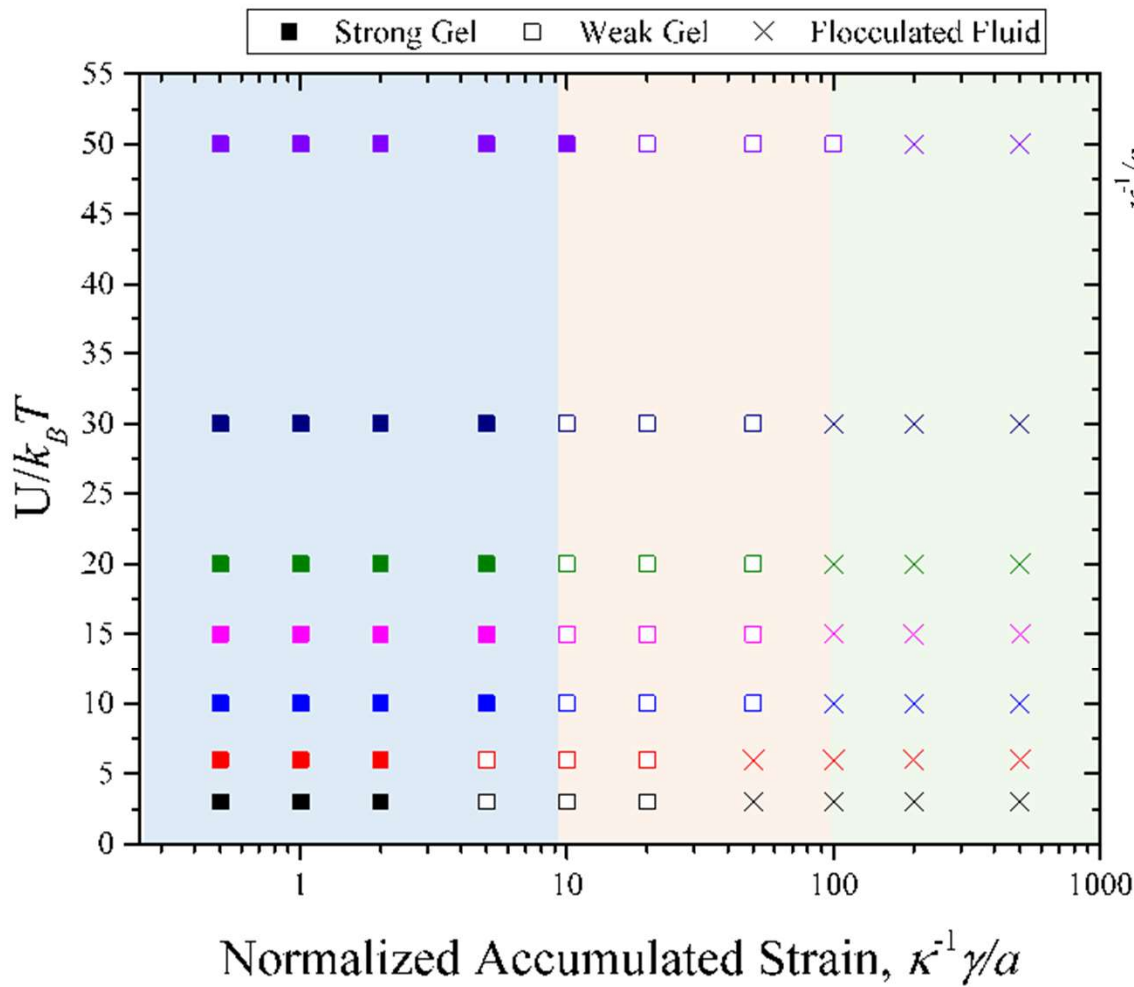 Strong Gel Weak Gel Flocculated Fluid
55
50
45
40
35
30
25
20
15
10
5
0
U/k_B T
κ⁻¹/a
1 10 100 1000
Normalized Accumulated Strain, κ⁻¹γ/a